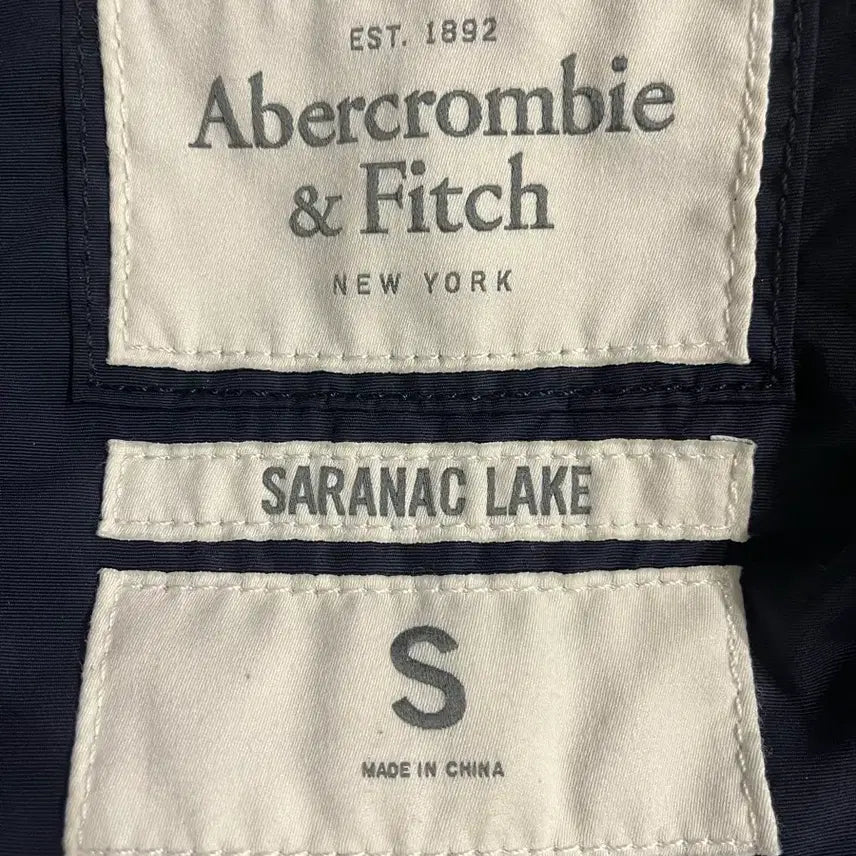 EST. 1892
Abercrombie
& Fitch
NEW YORK
SARANAC LAKE
S
MADE IN CHINA